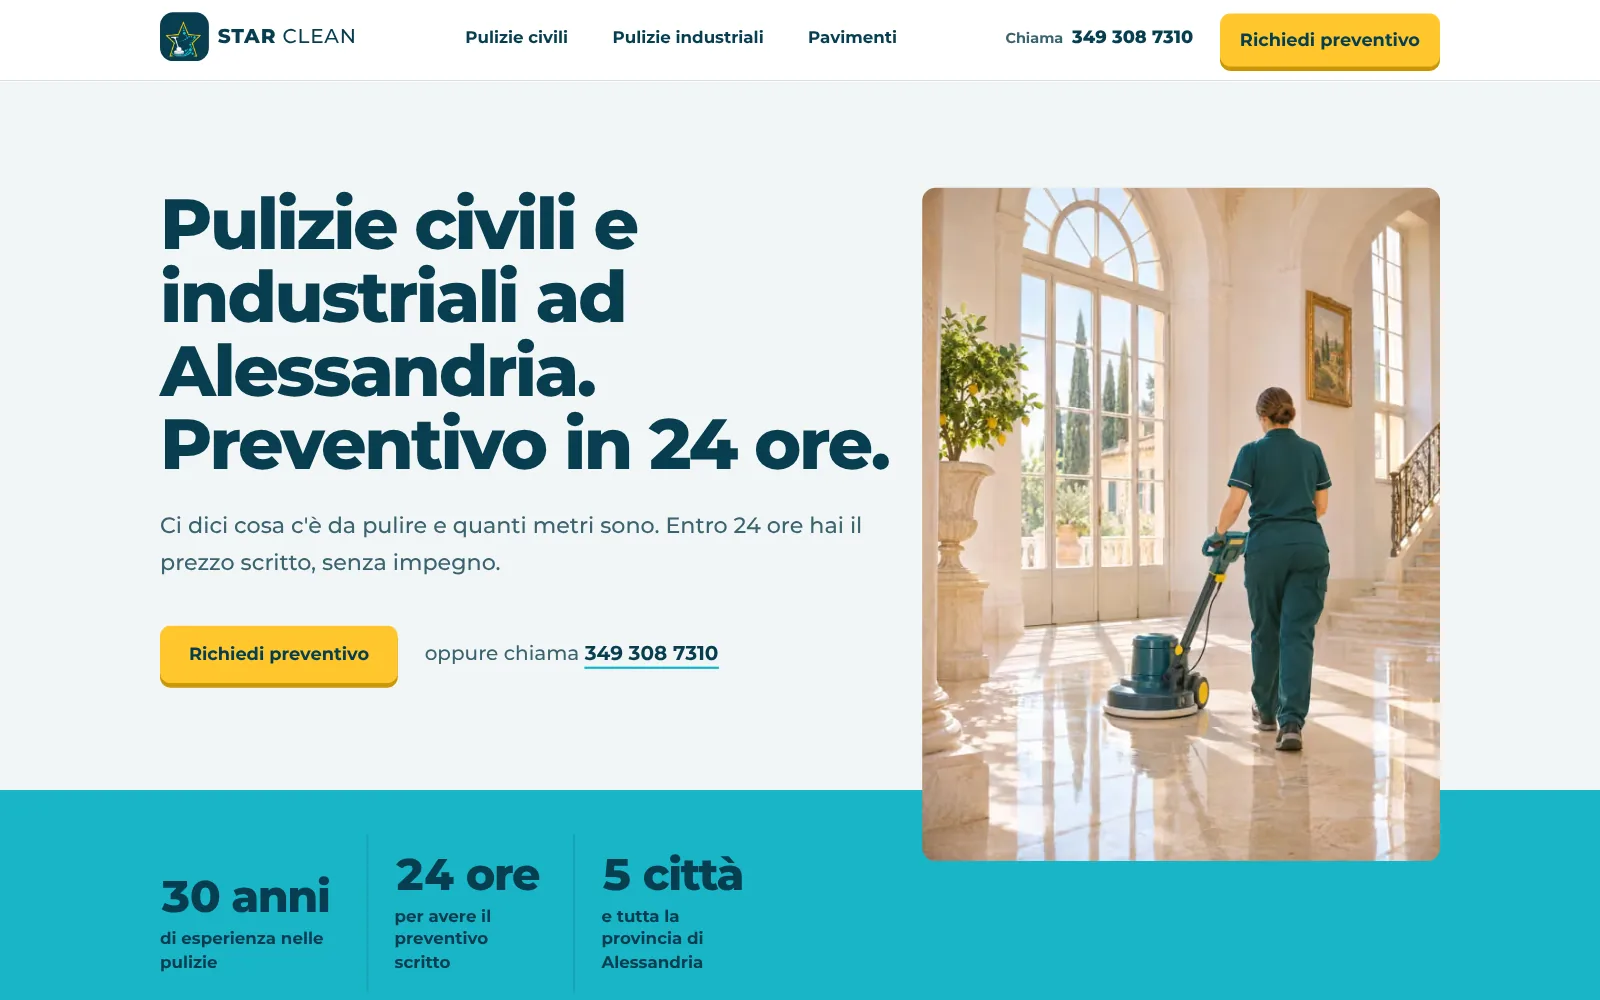 STAR CLEAN
Pulizie civili
Pulizie industriali
Pavimenti
Chiama 349 308 7310
Richiedi preventivo
Pulizie civili e
industriali ad
Alessandria.
Preventivo in 24 ore.
Ci dici cosa c'è da pulire e quanti metri sono. Entro 24 ore hai il
prezzo scritto, senza impegno.
Richiedi preventivo
oppure chiama 349 308 7310
30 anni
di esperienza nelle
pulizie
24 ore
per avere il
preventivo
scritto
5 città
e tutta la
provincia di
Alessandria